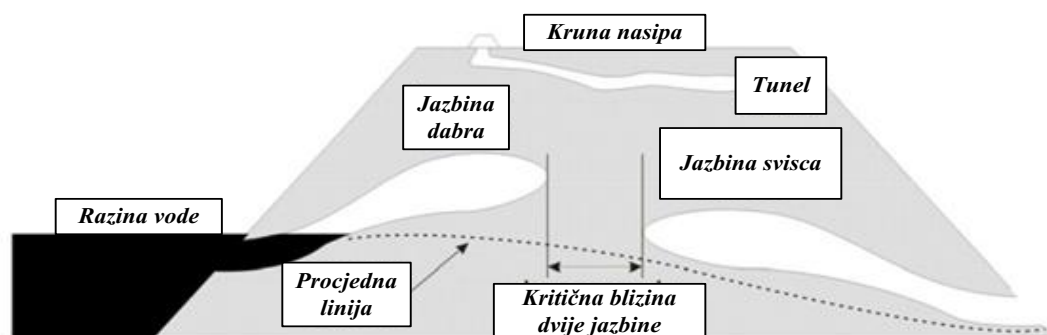 Kruna nasipa
Tunel
Jazbina
dabra
Jazbina svisca
Razina vode
Procjedna
linija
Kritična blizina
dvije jazbine